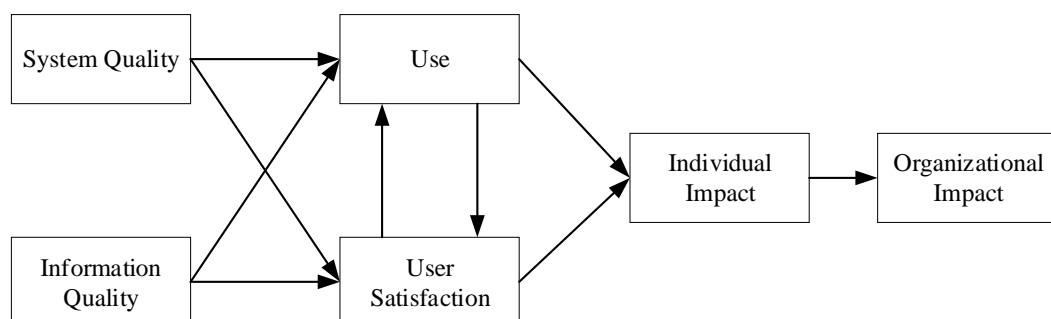 System Quality
Use
Individual
Impact
Organizational
Impact
Information
Quality
User
Satisfaction